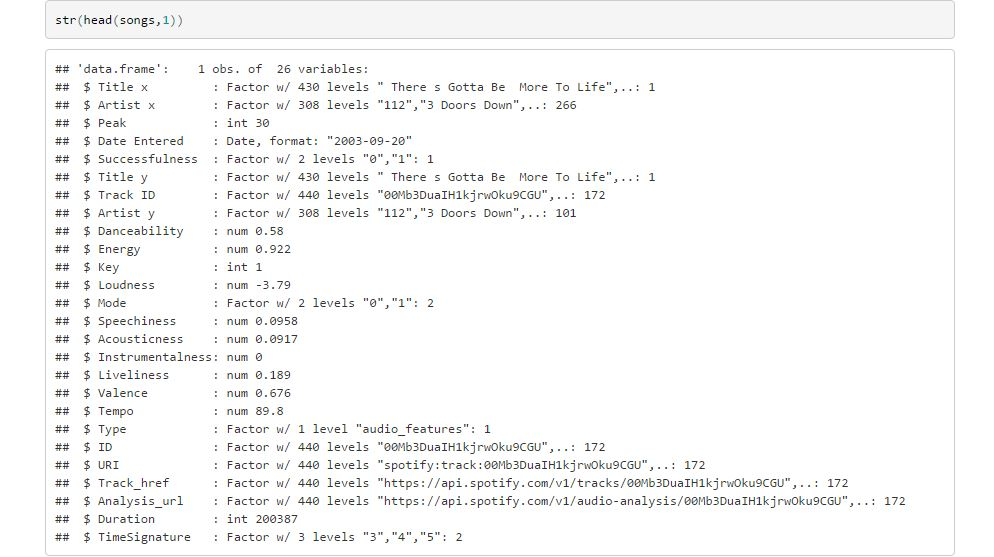 str(head(songs,1))
## 'data.frame':    1 obs. of  26 variables:
##  $ Title x         : Factor w/ 430 levels " There s Gotta Be  More To Life",..: 1
##  $ Artist x        : Factor w/ 308 levels "112","3 Doors Down",..: 266
##  $ Peak            : int 30
##  $ Date Entered    : Date, format: "2003-09-20"
##  $ Successfulness  : Factor w/ 2 levels "0","1": 1
##  $ Title y         : Factor w/ 430 levels " There s Gotta Be  More To Life",..: 1
##  $ Track ID        : Factor w/ 440 levels "00Mb3DuaIH1kjrwOku9CGU",..: 172
##  $ Artist y        : Factor w/ 308 levels "112","3 Doors Down",..: 101
##  $ Danceability    : num 0.58
##  $ Energy          : num 0.922
##  $ Key             : int 1
##  $ Loudness        : num -3.79
##  $ Mode            : Factor w/ 2 levels "0","1": 2
##  $ Speechiness     : num 0.0958
##  $ Acousticness    : num 0.0917
##  $ Instrumentalness: num 0
##  $ Liveliness      : num 0.189
##  $ Valence         : num 0.676
##  $ Tempo           : num 89.8
##  $ Type            : Factor w/ 1 level "audio_features": 1
##  $ ID              : Factor w/ 440 levels "00Mb3DuaIH1kjrwOku9CGU",..: 172
##  $ URI             : Factor w/ 440 levels "spotify:track:00Mb3DuaIH1kjrwOku9CGU",..: 172
##  $ Track_href      : Factor w/ 440 levels "https://api.spotify.com/v1/tracks/00Mb3DuaIH1kjrwOku9CGU",..: 172
##  $ Analysis_url    : Factor w/ 440 levels "https://api.spotify.com/v1/audio-analysis/00Mb3DuaIH1kjrwOku9CGU",..: 172
##  $ Duration        : int 200387
##  $ TimeSignature   : Factor w/ 3 levels "3","4","5": 2